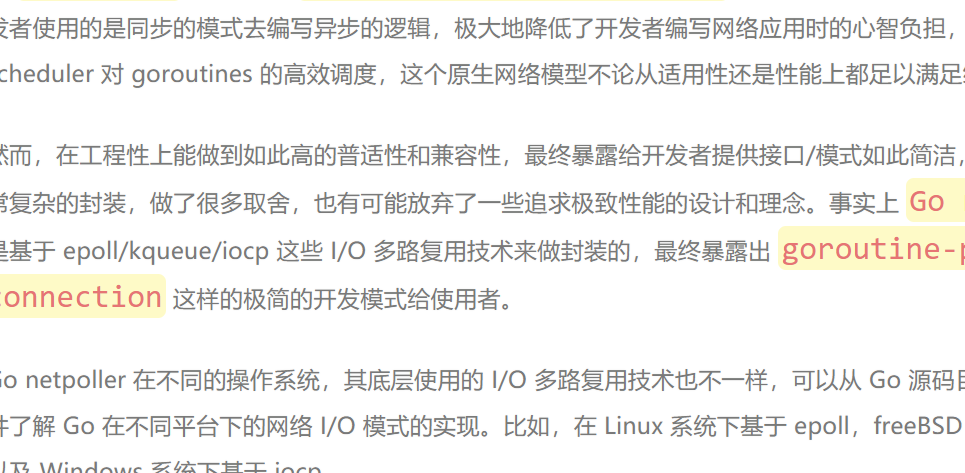 者使用的是同步的模式去编写异步的逻辑，极大地降低了开发者编写网络应用时的心智负担，
cheduler 对 goroutines 的高效调度，这个原生网络模型不论从适用性还是性能上都足以满足
然而，在工程性上能做到如此高的普适性和兼容性，最终暴露给开发者提供接口/模式如此简洁，
常复杂的封装，做了很多取舍，也有可能放弃了一些追求极致性能的设计和理念。事实上 Go
是基于 epoll/kqueue/iocp 这些 I/O 多路复用技术来做封装的，最终暴露出 goroutine-p
connection 这样的极简的开发模式给使用者。
Go netpoller 在不同的操作系统，其底层使用的 I/O 多路复用技术也不一样，可以从 Go 源码目
件了解 Go 在不同平台下的网络 I/O 模式的实现。比如，在 Linux 系统下基于 epoll，freeBSD
以及 Windows 系统下基于 iocp